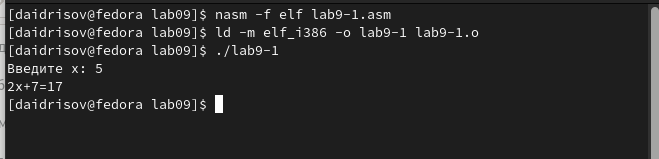 [daidrisov@fedora lab09]$ nasm -f elf lab9-1.asm
[daidrisov@fedora lab09]$ ld -m elf_i386 -o lab9-1 lab9-1.o
[daidrisov@fedora lab09]$ ./lab9-1
Введите x: 5
2x+7=17
[daidrisov@fedora lab09]$